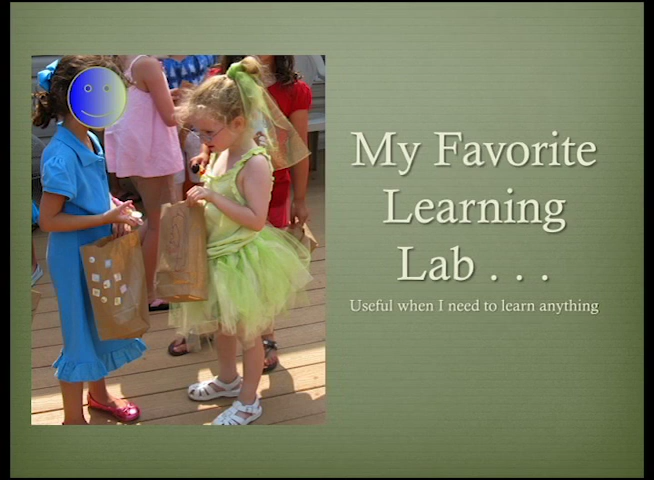 My Favorite
Learning
Lab . . .
Useful when I need to learn anything